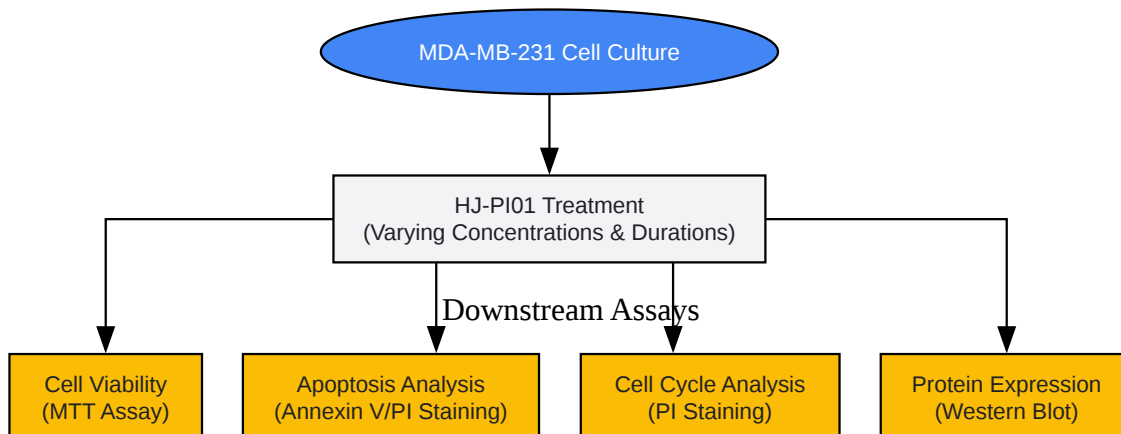 MDA-MB-231 Cell Culture
HJ-PI01 Treatment
(Varying Concentrations & Durations)
Downstream Assays
Cell Viability
(MTT Assay)
Apoptosis Analysis
(Annexin V/PI Staining)
Cell Cycle Analysis
(PI Staining)
Protein Expression
(Western Blot)